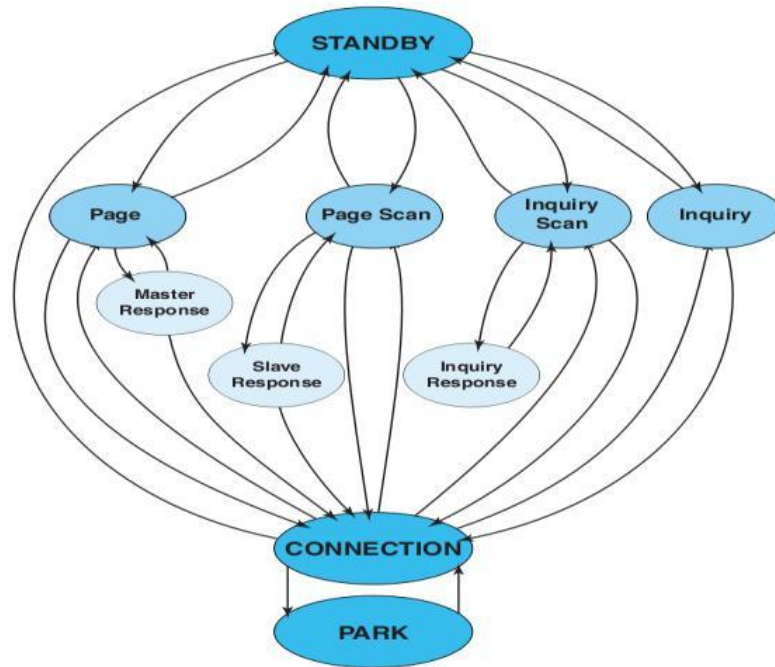 STANDBY
Page
Page Scan
Inquiry
Scan
Inquiry
Master
Response
Slave
Response
Inquiry
Response
CONNECTION
PARK